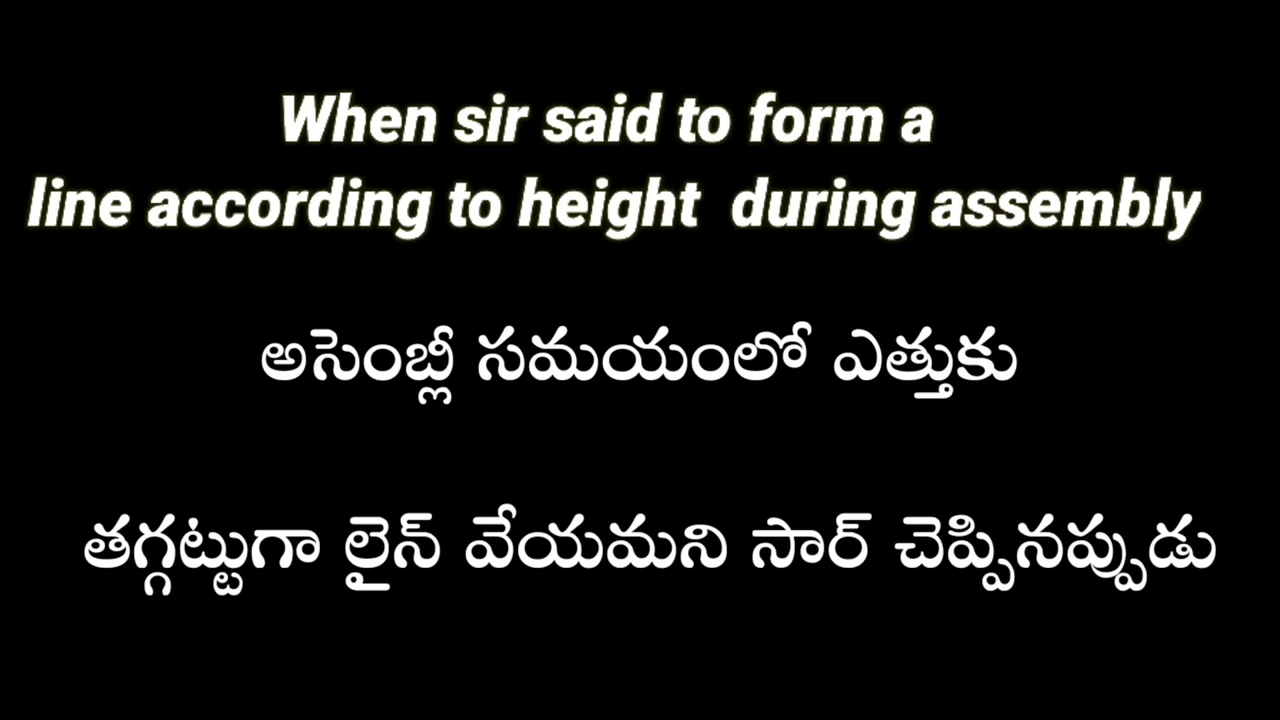 When sir said to form a
line according to height during assembly
అసెంబ్లీ సమయంలో ఎత్తుకు
తగ్గట్టుగా లైన్ వేయమని సార్ చెప్పినప్పుడు